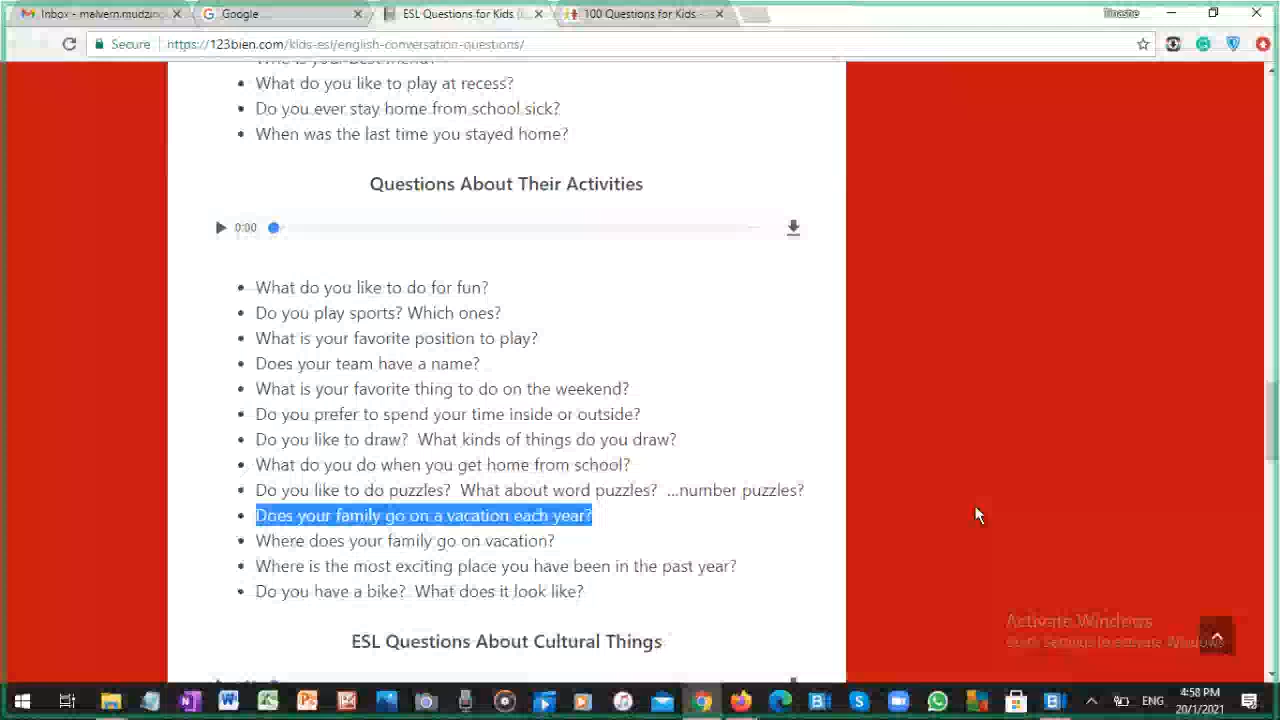 Inbox - malvern.mudzing
Google
ESL Questions for Kids (
100 Questions for Kids -
Tinashe
Secure https://123bien.com/kids-esl/english-conversation-questions/
What do you like to play at recess?
Do you ever stay home from school sick?
When was the last time you stayed home?
Questions About Their Activities
0:00
What do you like to do for fun?
Do you play sports? Which ones?
What is your favorite position to play?
Does your team have a name?
What is your favorite thing to do on the weekend?
Do you prefer to spend your time inside or outside?
Do you like to draw? What kinds of things do you draw?
What do you do when you get home from school?
Do you like to do puzzles? What about word puzzles? ...number puzzles?
Does your family go on a vacation each year?
Where does your family go on vacation?
Where is the most exciting place you have been in the past year?
Do you have a bike? What does it look like?
ESL Questions About Cultural Things
Activate Windows
Go to Settings to activate Windows.
ENG
4:58 PM
20/1/2021